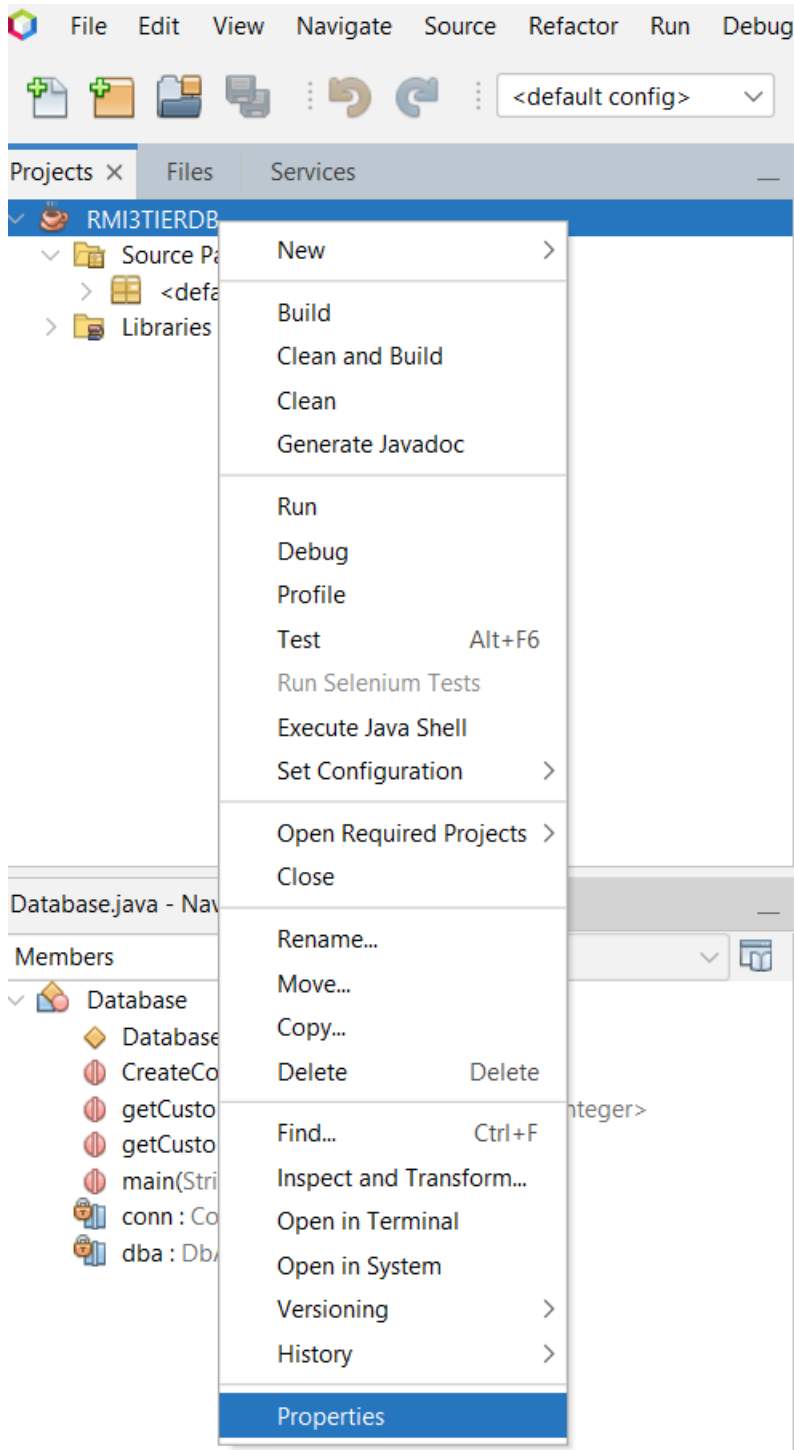 File Edit View Navigate Source Refactor Run Debug
<default config>
Projects Files Services
RMI3TIERDB
Source Pa
<defa
Libraries
New
Build
Clean and Build
Clean
Generate Javadoc
Run
Debug
Profile
Test Alt+F6
Run Selenium Tests
Execute Java Shell
Set Configuration
Open Required Projects
Close
Rename...
Move...
Copy...
Delete Delete
Find... Ctrl+F
Inspect and Transform...
Open in Terminal
Open in System
Versioning
History
Properties
Database.java - Nav
Members
Database
Database
CreateCo
getCusto nteger>
getCusto
main(Stri
conn : Co
dba : DbA